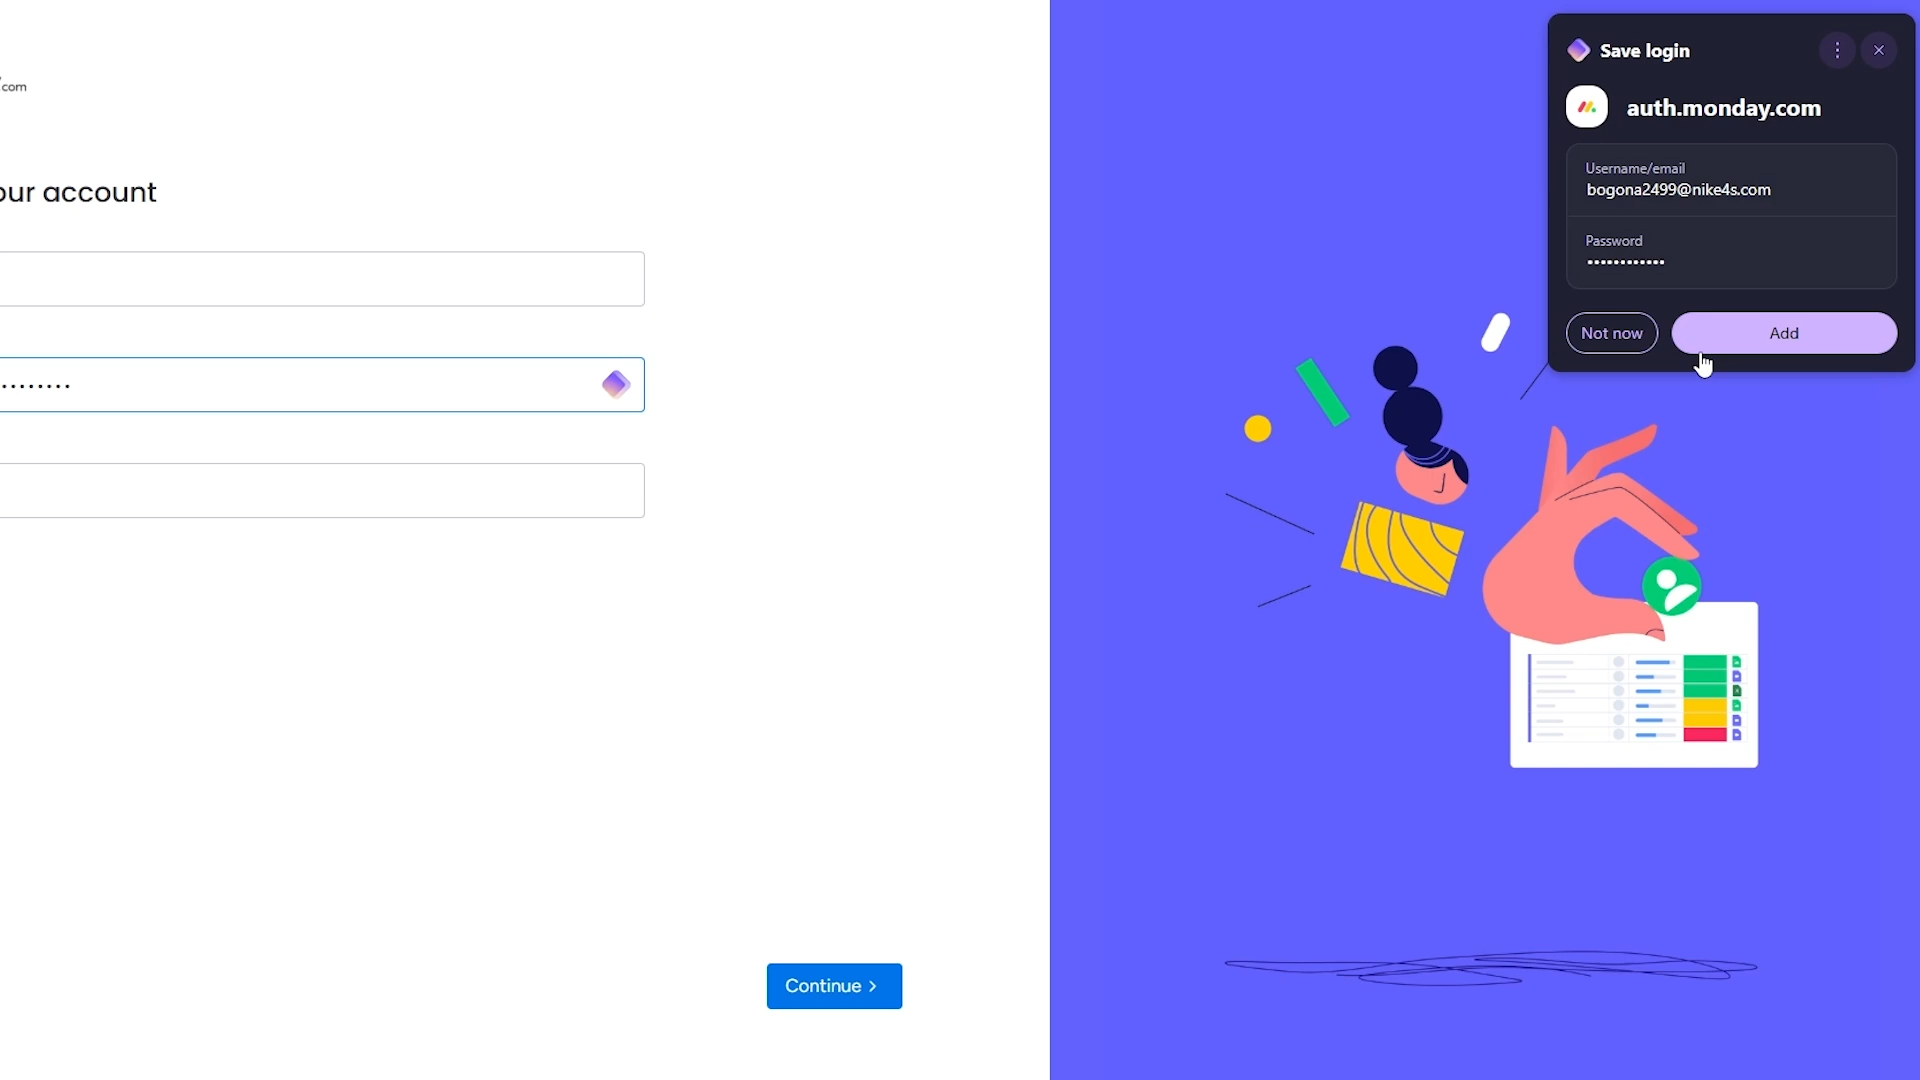 com
our account
........
Continue
Save login
auth.monday.com
Username/email
bogona2499@nike4s.com
Password
............
Not now
Add